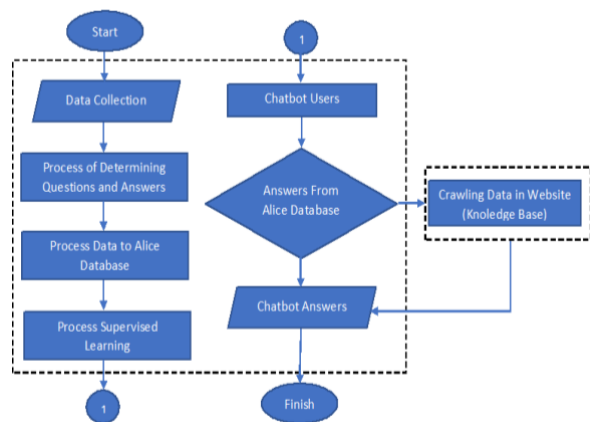 Start
Data Collection
Process of Determining
Questions and Answers
Process Data to Alice
Database
Process Supervised
Learning
1
1
Chatbot Users
Answers From
Alice Database
Crawling Data in Website
(Knoledge Base)
Chatbot Answers
Finish